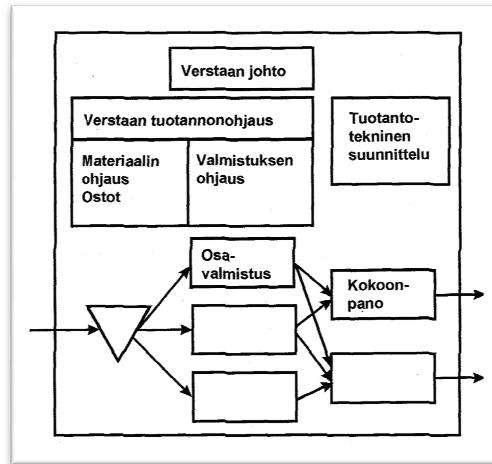 Verstaan johto
Verstaan tuotannonohjaus
Tuotanto-
tekninen
suunnittelu
Materiaalin
ohjaus
Ostot
Valmistuksen
ohjaus
Osa-
valmistus
Kokoon-
pano